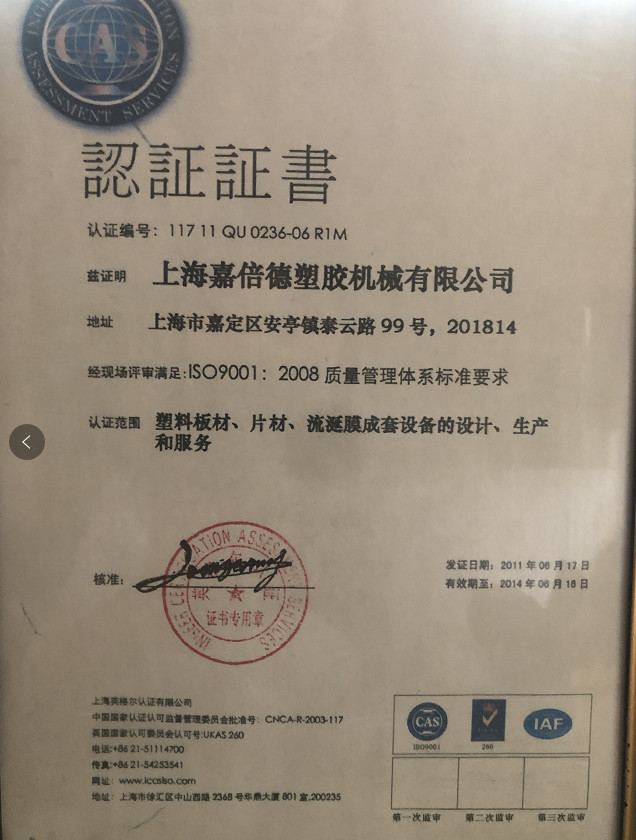 CAS
ASSESSMENT SERVICES
認証証書
认证编号：117 11 QU 0236-06 R1M
兹证明 上海嘉倍德塑胶机械有限公司
地址 上海市嘉定区安亭镇泰云路 99 号，201814
经现场评审满足:ISO9001：2008 质量管理体系标准要求
认证范围 塑料板材、片材、流涎膜成套设备的设计、生产
和服务
发证日期：2011 年 06 月 17 日
核准： 有效期至：2014 年 06 月 16 日
证书专用章
上海英格尔认证有限公司
中国国家认证认可监督管理委员会批准号：CNCA-R-2003-117
英国国家认可委员会认可号:UKAS 260
电话:+86 21-51114700
传真:+86 21-54253541
网址：www.icasiso.com
地址：上海市徐汇区中山西路 2368 号华鼎大厦 801 室,200235
CAS IAF
ISO9001 260
第一次监审 第二次监审 第三次监审